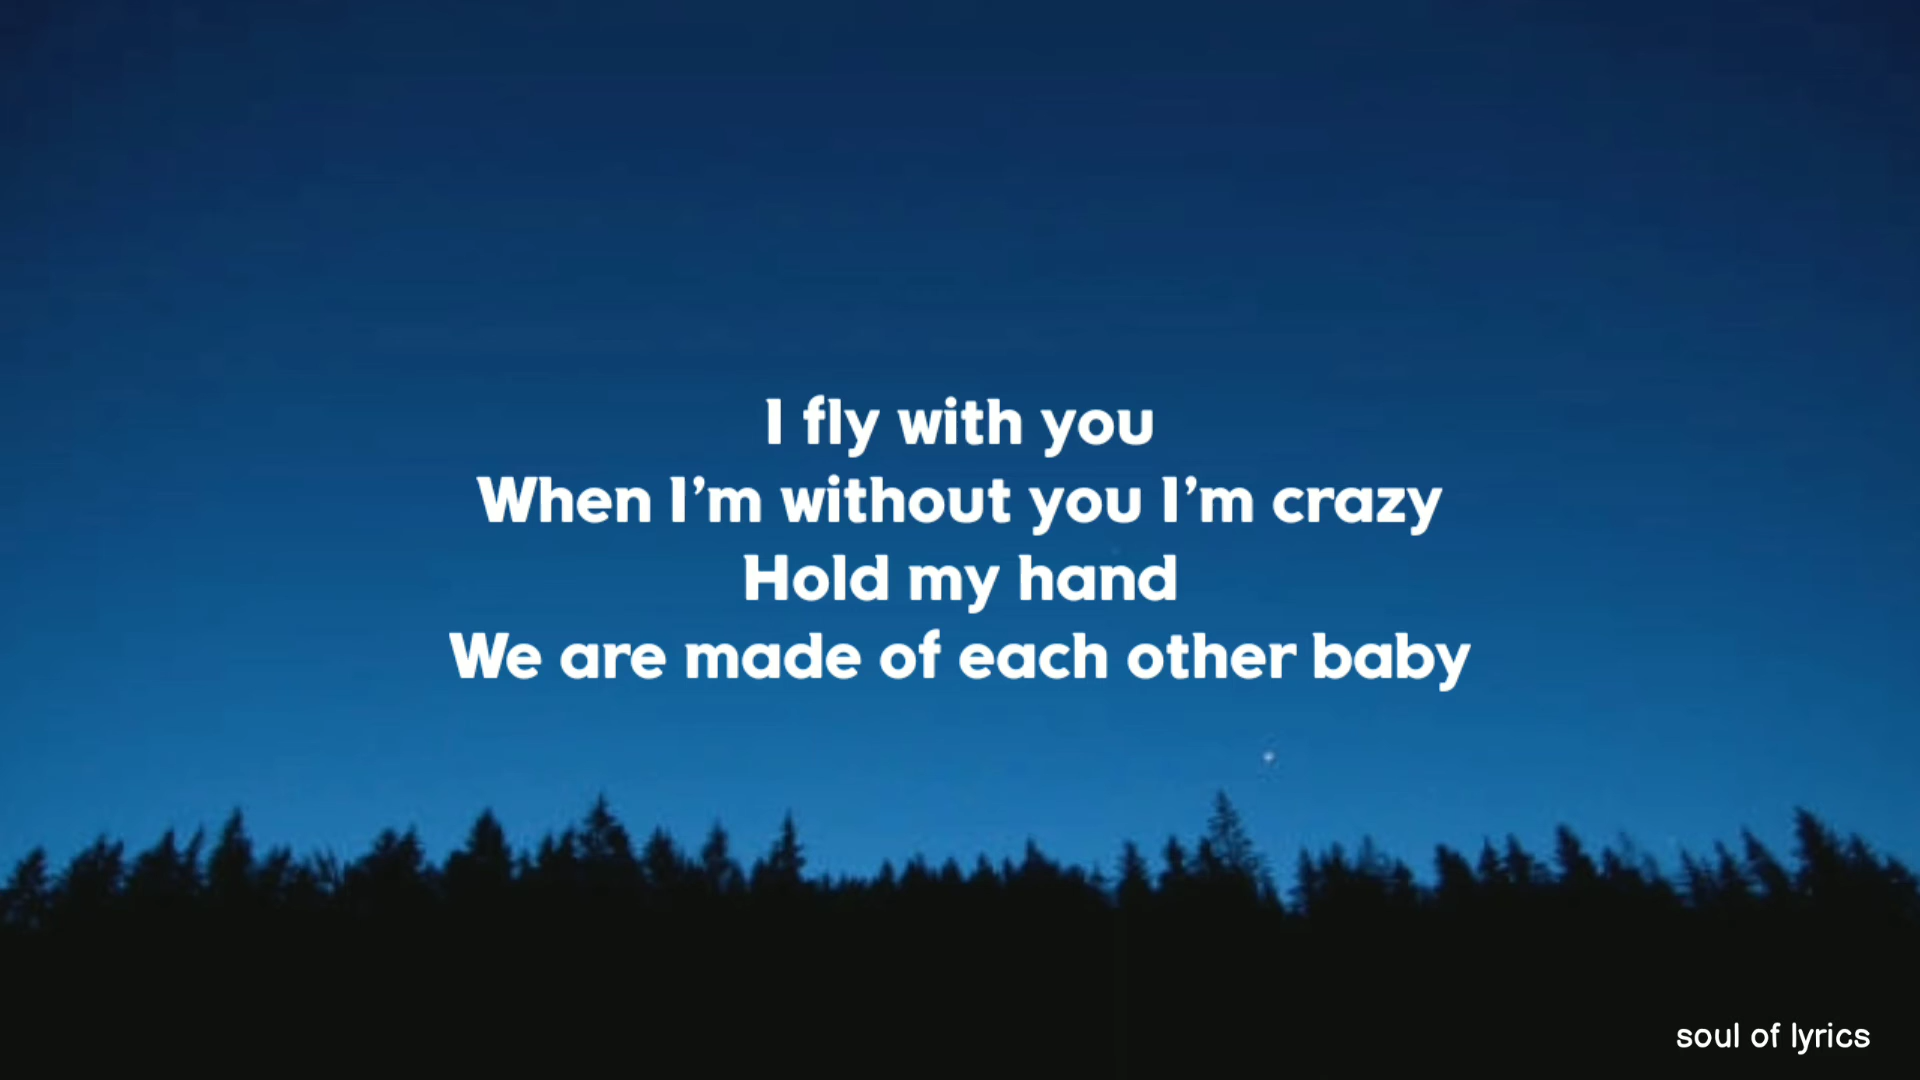 I fly with you
When I'm without you I'm crazy
Hold my hand
We are made of each other baby
soul of lyrics